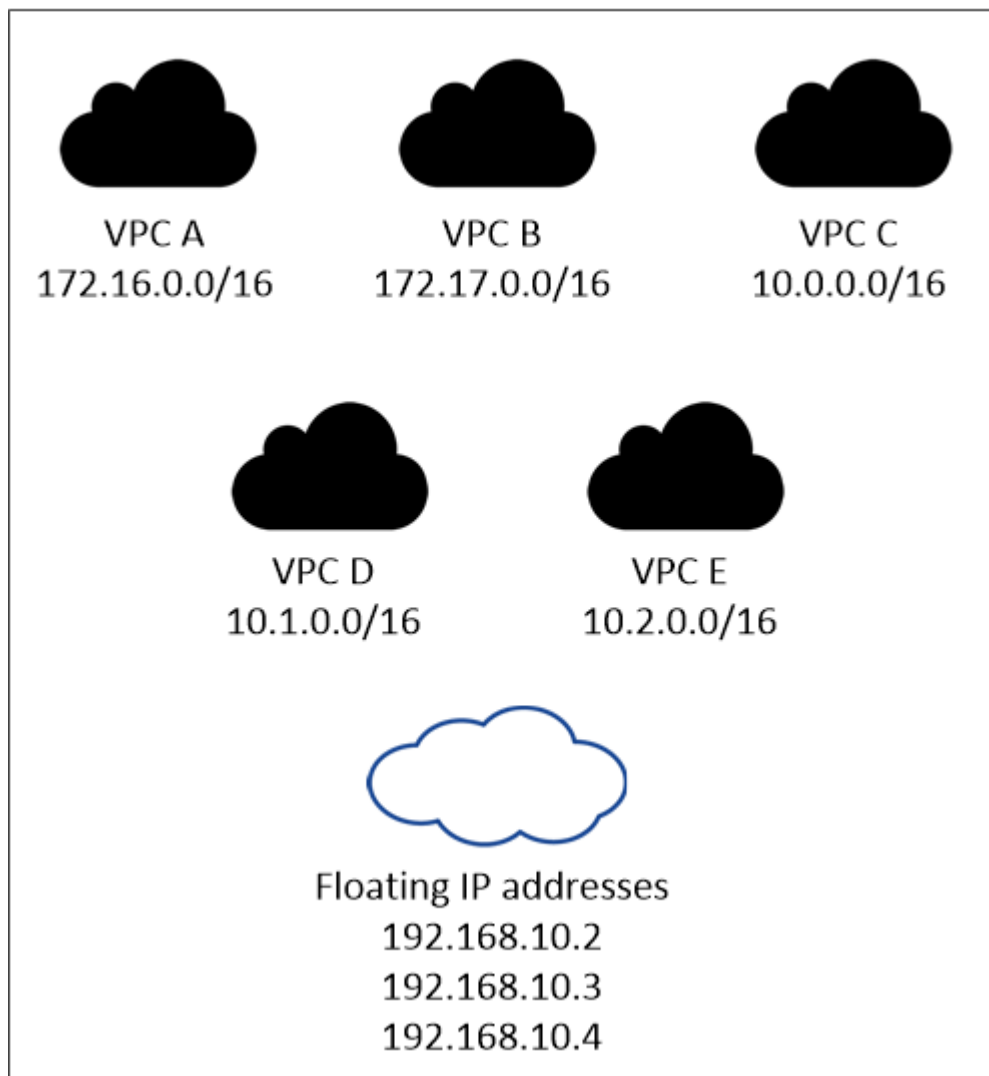 VPC A
172.16.0.0/16
VPC B
172.17.0.0/16
VPC C
10.0.0.0/16
VPC D
10.1.0.0/16
VPC E
10.2.0.0/16
Floating IP addresses
192.168.10.2
192.168.10.3
192.168.10.4